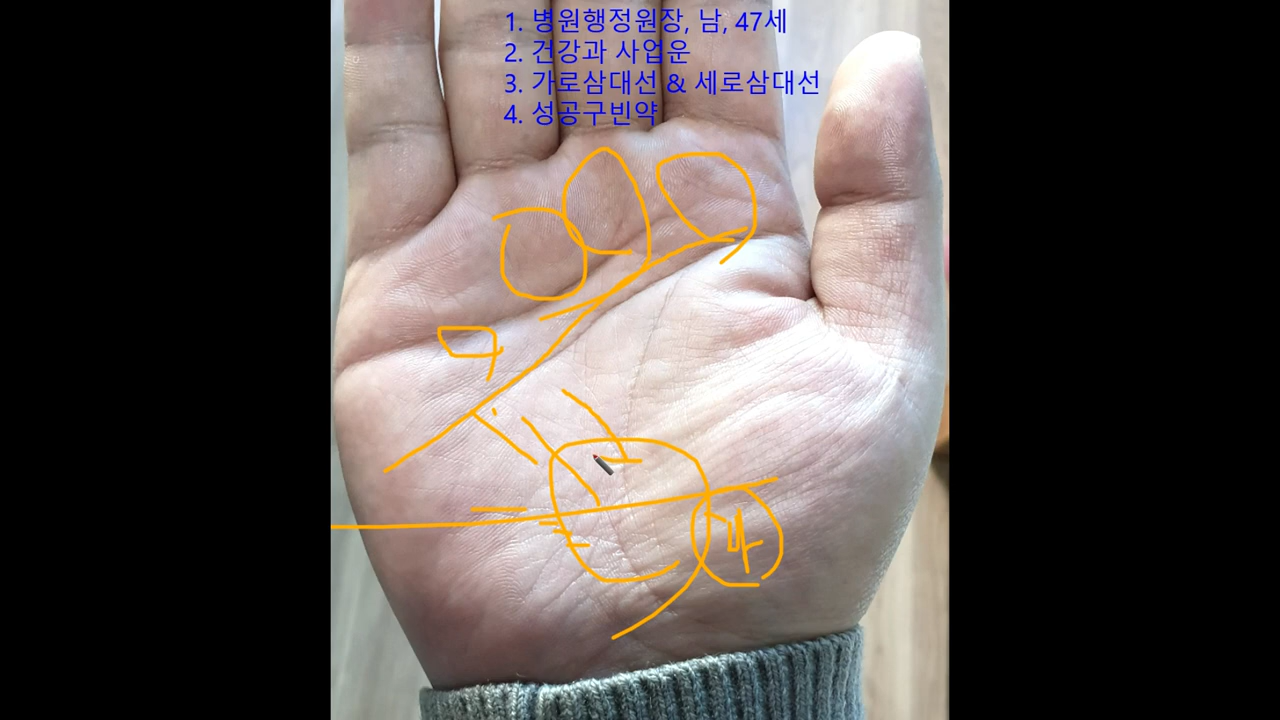 1. 병원행정원장, 남, 47세
2. 건강과 사업운
3. 가로삼대선 & 세로삼대선
4. 성공구빈약